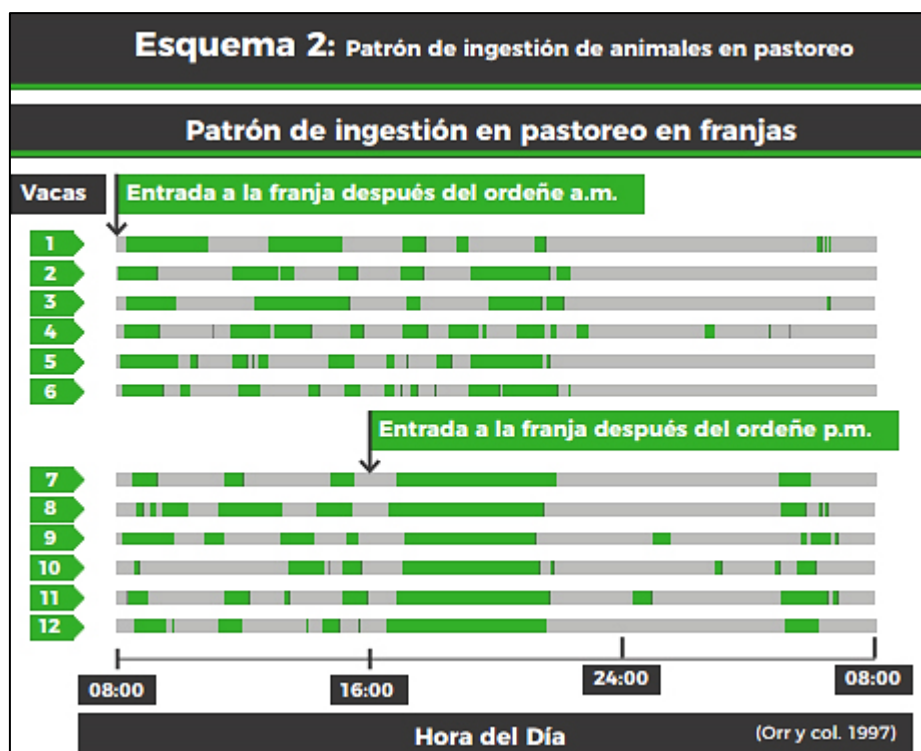 Esquema 2: Patrón de ingestión de animales en pastoreo
Patrón de ingestión en pastoreo en franjas
Vacas
Entrada a la franja después del ordeñe a.m.
1
2
3
4
5
6
Entrada a la franja después del ordeñe p.m.
7
8
9
10
11
12
08:00 16:00 24:00 08:00
Hora del Día (Orr y col. 1997)